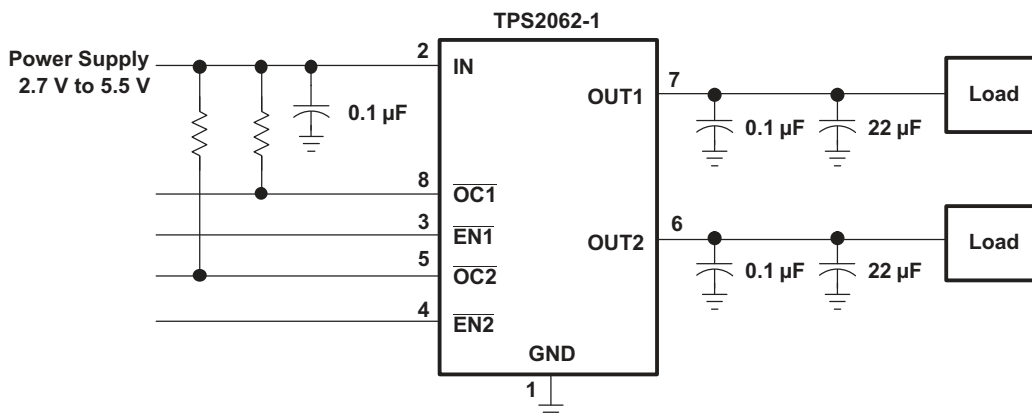 TPS2062-1
Power Supply
2.7 V to 5.5 V
2
IN
0.1 µF
7
OUT1
0.1 µF
22 µF
Load
8
OC1
3
EN1
5
OC2
4
EN2
6
OUT2
0.1 µF
22 µF
Load
GND
1